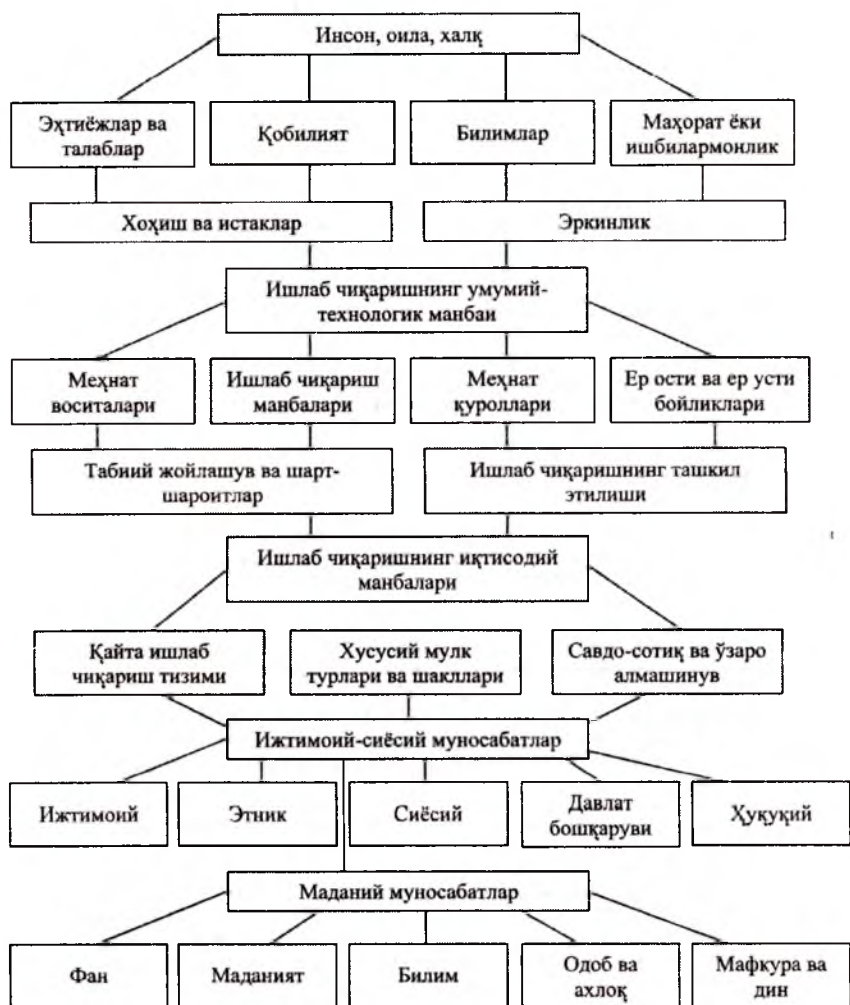 Инсон, оила, халқ
Эҳтиёжлар ва
талаблар
Қобилият
Билимлар
Маҳорат ёки
ишбилармонлик
Хоҳиш ва истаклар
Эркинлик
Ишлаб чиқаришнинг умумий-
технологик манбаи
Меҳнат
воситалари
Ишлаб чиқариш
манбалари
Меҳнат
қуроллари
Ер ости ва ер усти
бойликлари
Табиий жойлашув ва шарт-
шароитлар
Ишлаб чиқаришнинг ташкил
этилиши
Ишлаб чиқаришнинг иқтисодий
манбалари
Қайта ишлаб
чиқариш тизими
Хусусий мулк
турлари ва шакллари
Савдо-сотиқ ва ўзаро
алмашинув
Ижтимоий-сиёсий муносабатлар
Ижтимоий
Этник
Сиёсий
Давлат
бошқаруви
Ҳуқуқий
Маданий муносабатлар
Фан
Маданият
Билим
Одоб ва
ахлоқ
Мафкура ва
дин